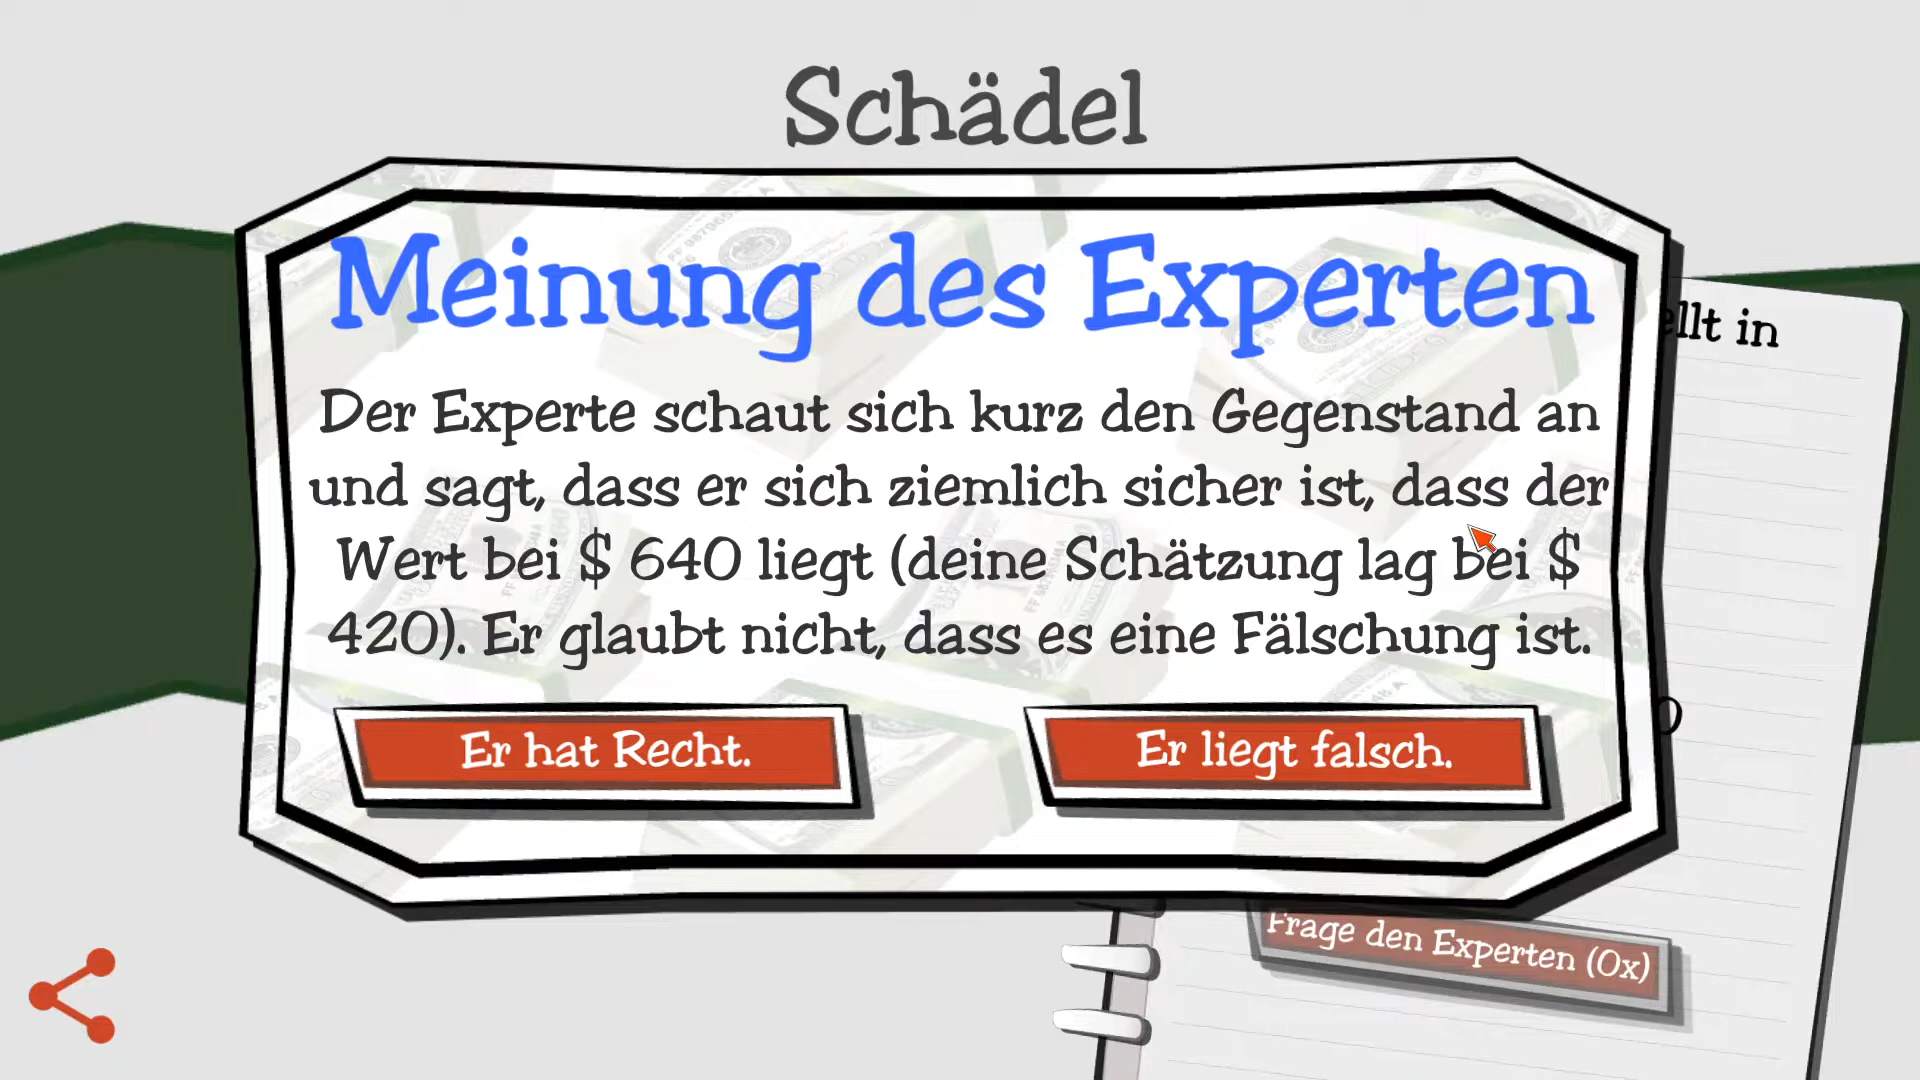 Schädel
Meinung des Experten
Der Experte schaut sich kurz den Gegenstand an
und sagt, dass er sich ziemlich sicher ist, dass der
Wert bei $ 640 liegt (deine Schätzung lag bei $
420). Er glaubt nicht, dass es eine Fälschung ist.
Er hat Recht.
Er liegt falsch.
llt in
Frage den Experten (0x)